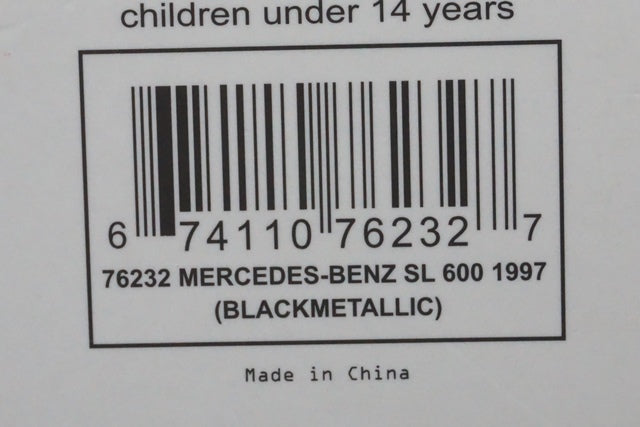 children under 14 years
6 74110 76232 7
76232 MERCEDES-BENZ SL 600 1997
(BLACKMETALLIC)
Made in China